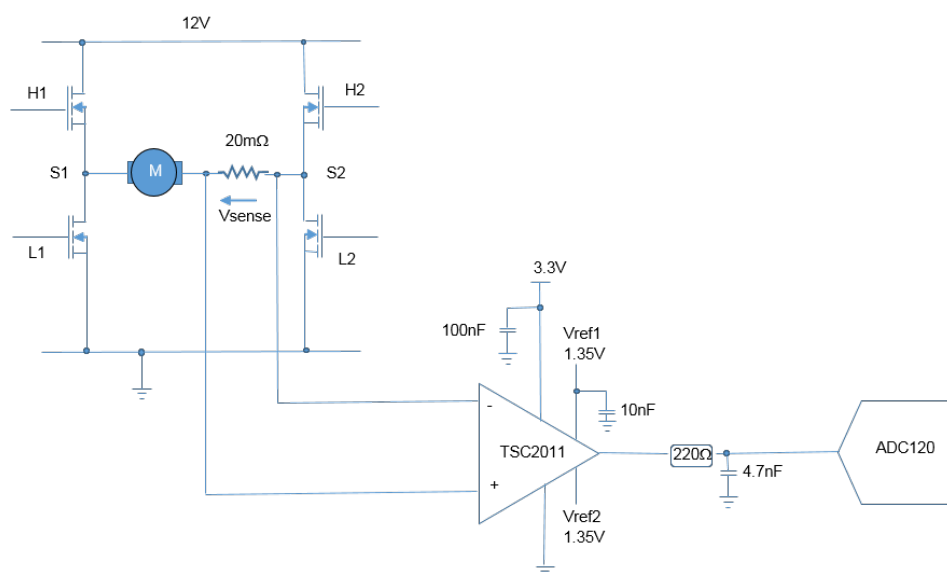 12V
H1
H2
20mΩ
S1
M
S2
Vsense
L1
L2
3.3V
100nF
Vref1
1.35V
10nF
-
TSC2011
+
220Ω
4.7nF
ADC120
Vref2
1.35V